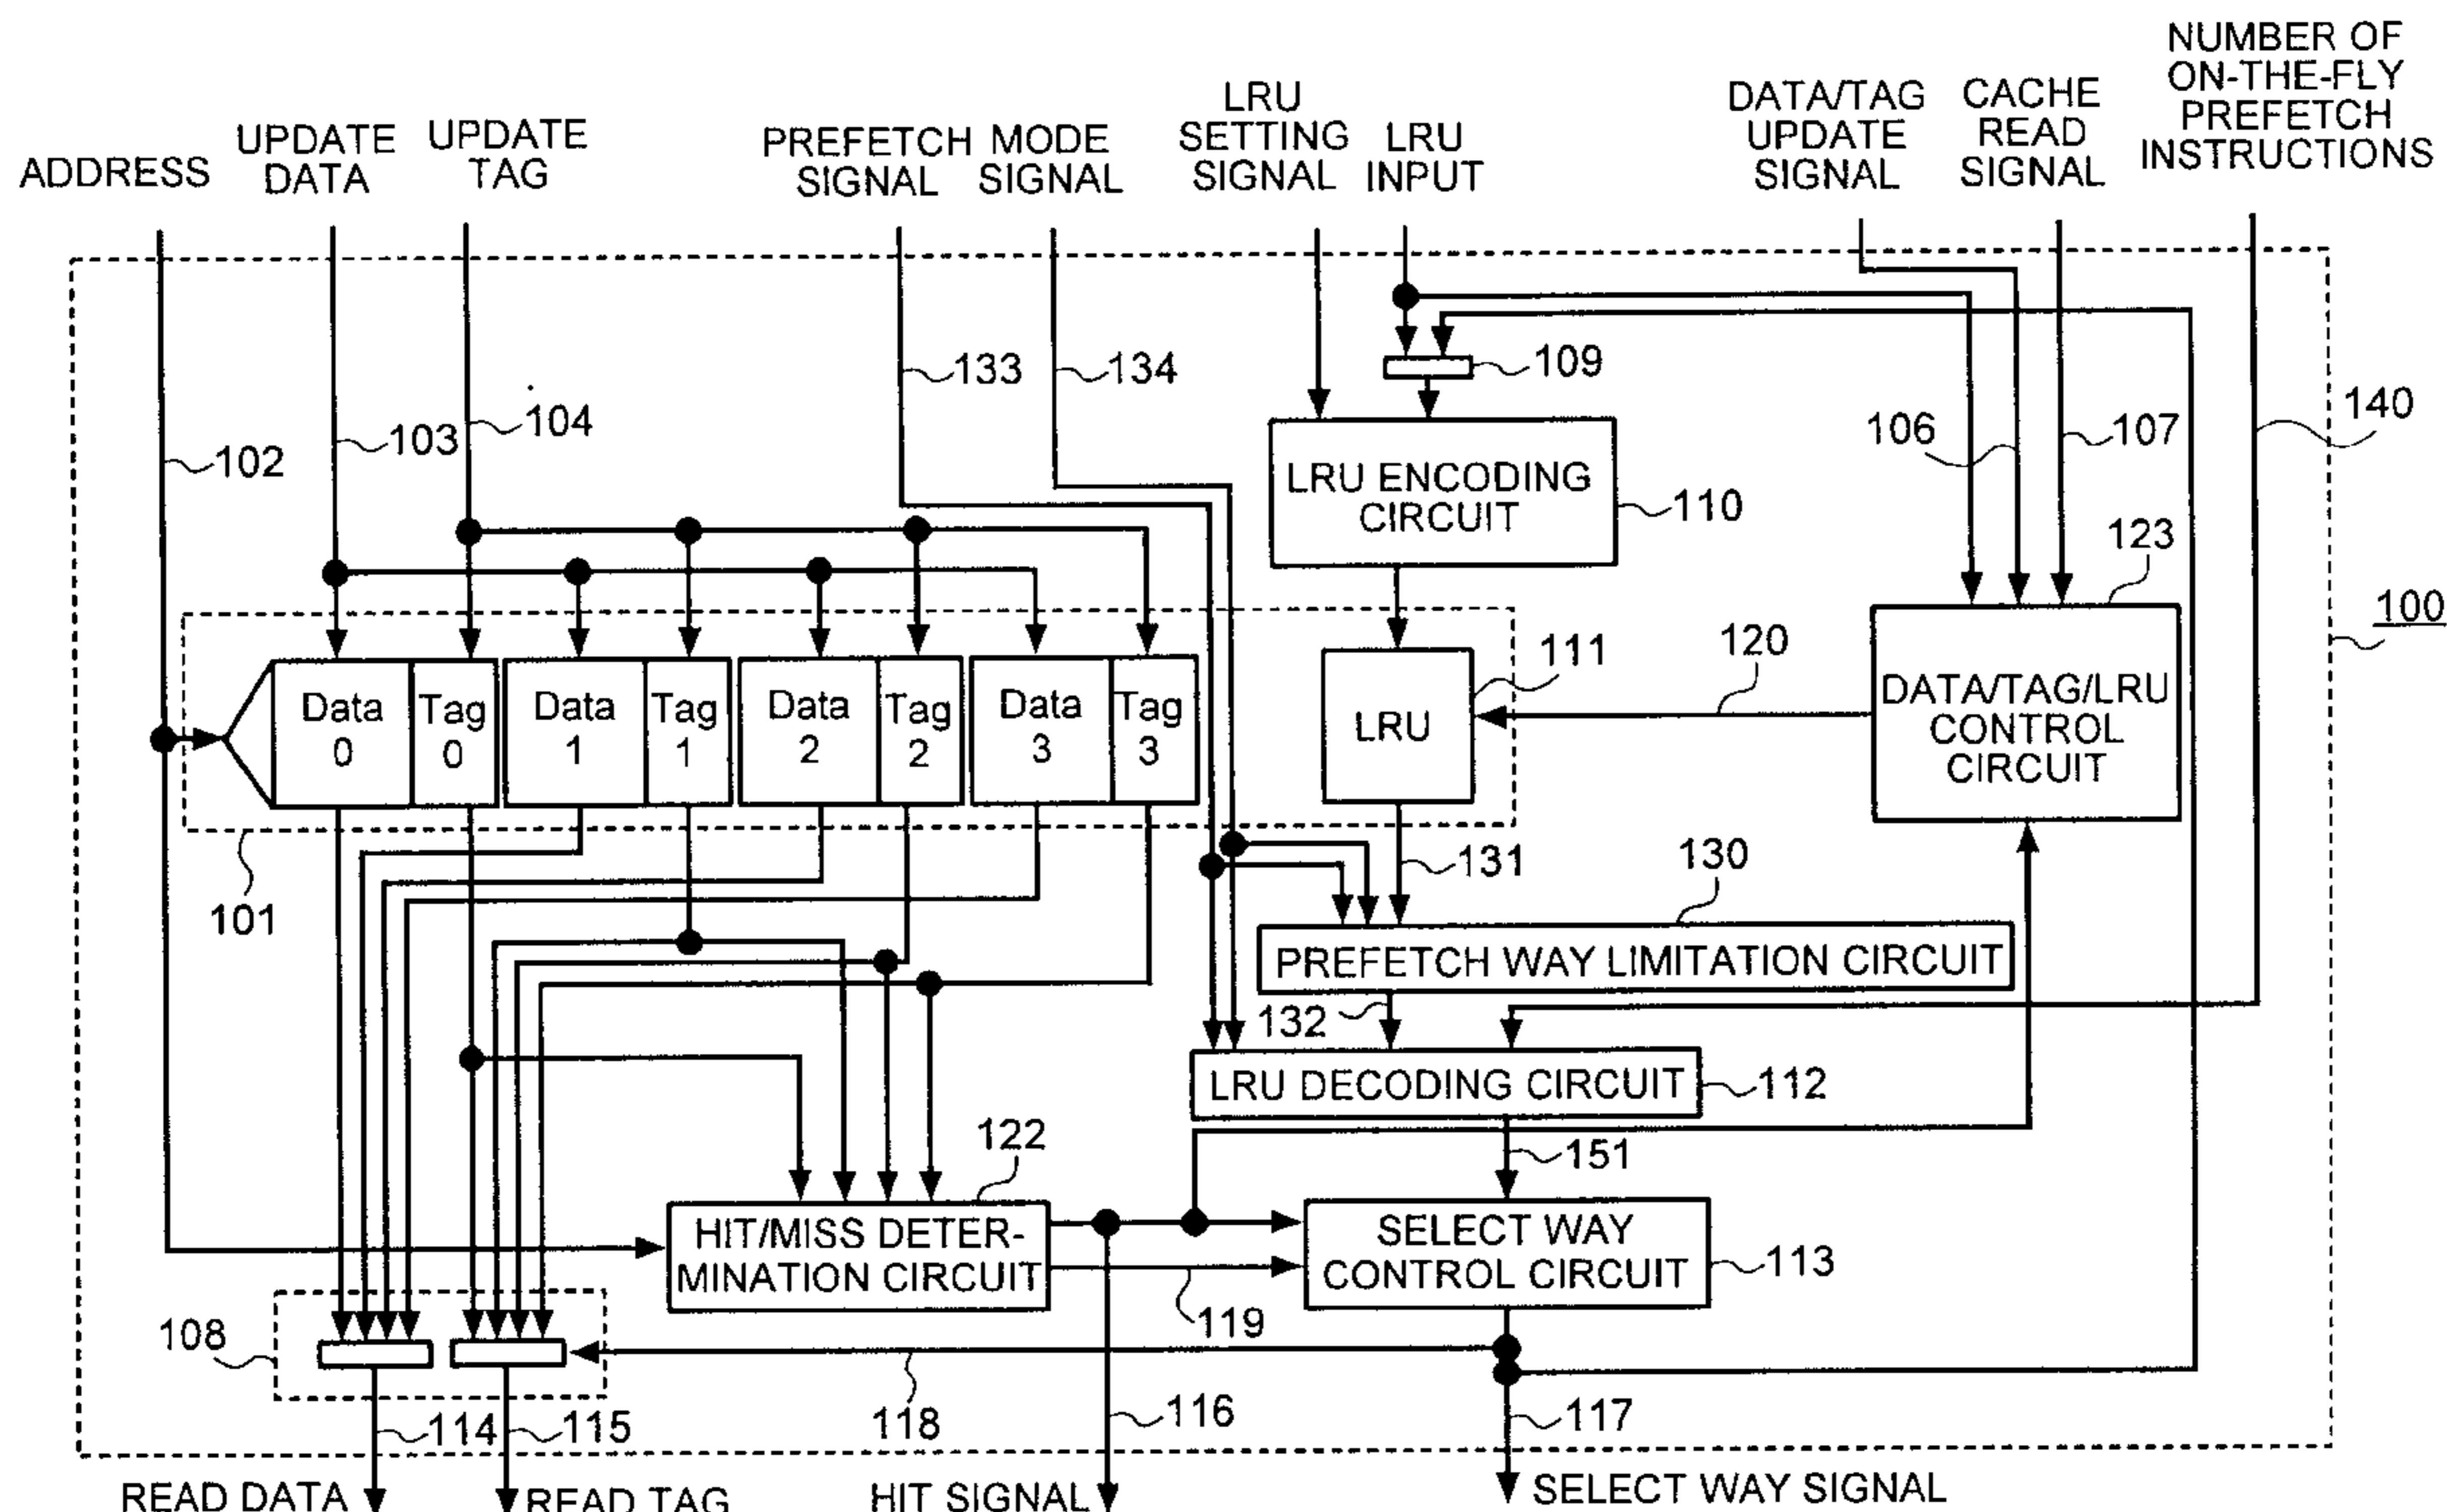 NUMBER OF
ON-THE-FLY
PREFETCH
INSTRUCTIONS
ADDRESS
UPDATE
DATA
UPDATE
TAG
PREFETCH
SIGNAL
MODE
SIGNAL
LRU
SETTING
SIGNAL
LRU
INPUT
DATA/TAG
UPDATE
SIGNAL
CACHE
READ
SIGNAL
102
103
104
133
134
109
106
107
140
LRU ENCODING
CIRCUIT
110
123
100
Data
0
Tag
0
Data
1
Tag
1
Data
2
Tag
2
Data
3
Tag
3
LRU
111
120
DATA/TAG/LRU
CONTROL
CIRCUIT
101
131
130
PREFETCH WAY LIMITATION CIRCUIT
132
LRU DECODING CIRCUIT
112
122
151
HIT/MISS DETER-
MINATION CIRCUIT
SELECT WAY
CONTROL CIRCUIT
113
119
108
118
114
115
116
117
READ DATA
READ TAG
HIT SIGNAL
SELECT WAY SIGNAL